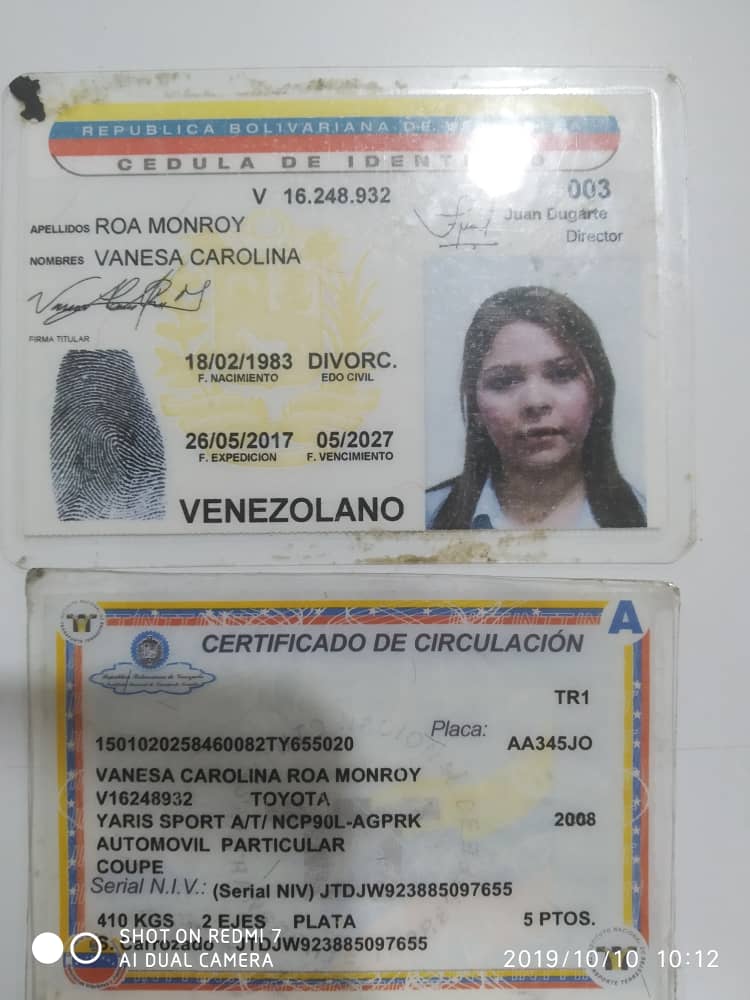 REPUBLICA BOLIVARIANA DE
CEDULA DE
V 16.248.932
003
Juan Dugarte
Director
APELLIDOS ROA MONROY
NOMBRES VANESA CAROLINA
FIRMA TITULAR
18/02/1983 DIVORC.
F. NACIMIENTO EDO CIVIL
26/05/2017 05/2027
F. EXPEDICION F. VENCIMIENTO
VENEZOLANO
A
CERTIFICADO DE CIRCULACIÓN
República Bolivariana de Venezuela
TR1
Placa:
1501020258460082TY655020 AA345JO
VANESA CAROLINA ROA MONROY
V16248932 TOYOTA
YARIS SPORT A/T/ NCP90L-AGPRK 2008
AUTOMOVIL PARTICULAR
COUPE
Serial N.I.V.: (Serial NIV) JTDJW923885097655
410 KGS 2 EJES PLATA 5 PTOS.
S. Carrozado JTDJW923885097655
SHOT ON REDMI 7
AI DUAL CAMERA
2019/10/10 10:12